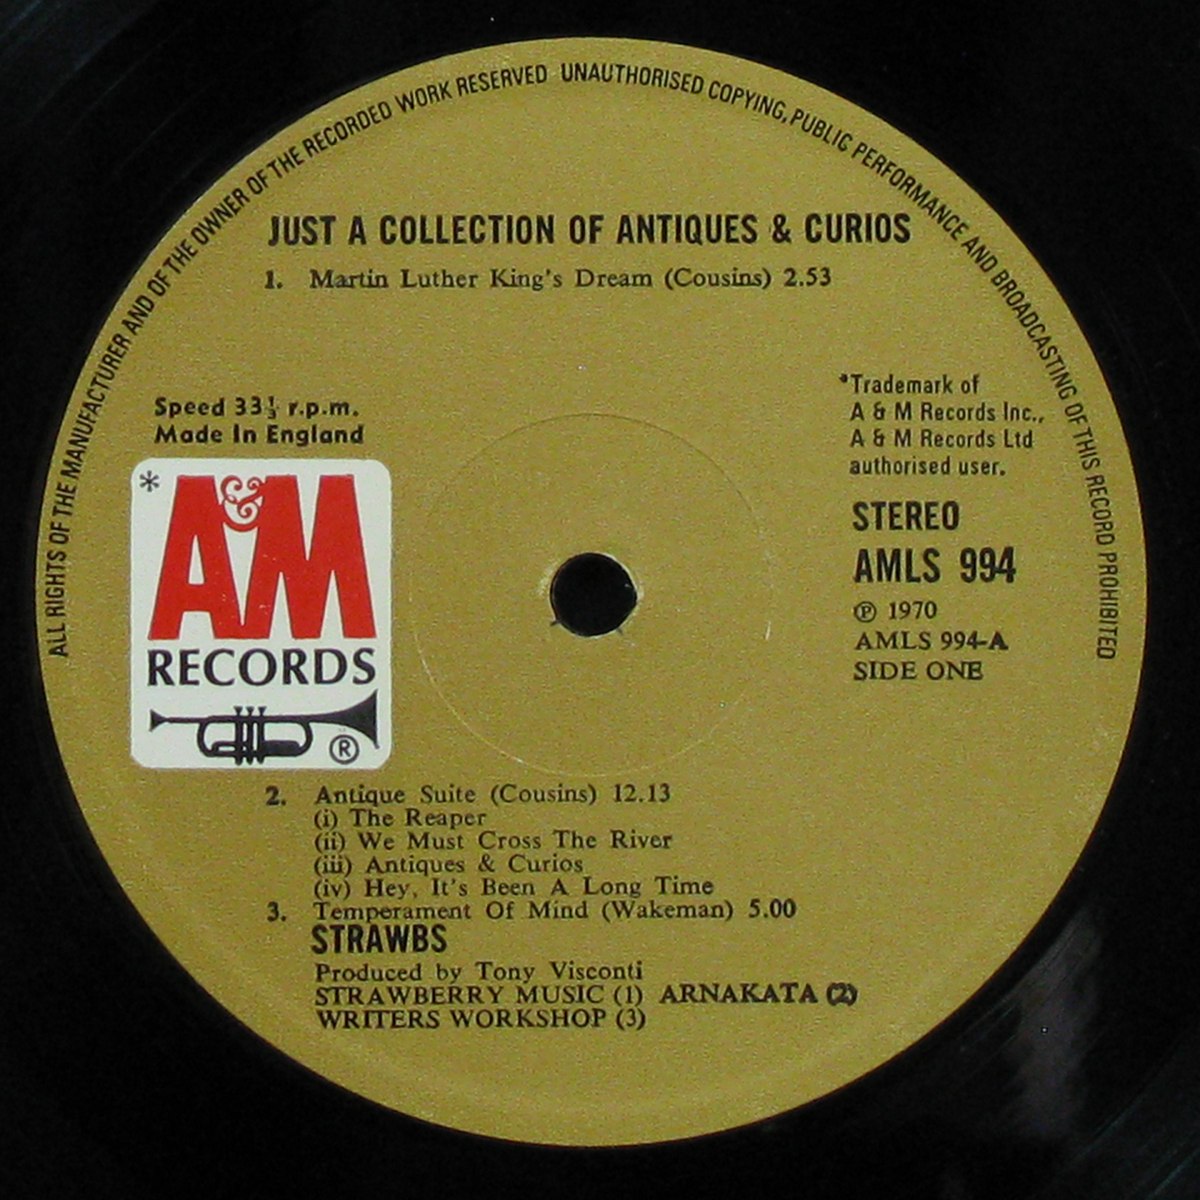 ALL RIGHTS OF THE MANUFACTURER AND OF THE OWNER OF THE RECORDED WORK RESERVED UNAUTHORISED COPYING, PUBLIC PERFORMANCE AND BROADCASTING OF THIS RECORD PROHIBITED
JUST A COLLECTION OF ANTIQUES & CURIOS
1. Martin Luther King's Dream (Cousins) 2.53
Speed 33⅓ r.p.m.
Made In England
* A&M
RECORDS
®
*Trademark of
A & M Records Inc.,
A & M Records Ltd
authorised user.
STEREO
AMLS 994
℗ 1970
AMLS 994-A
SIDE ONE
2. Antique Suite (Cousins) 12.13
(i) The Reaper
(ii) We Must Cross The River
(iii) Antiques & Curios
(iv) Hey, It's Been A Long Time
3. Temperament Of Mind (Wakeman) 5.00
STRAWBS
Produced by Tony Visconti
STRAWBERRY MUSIC (1) ARNAKATA (2)
WRITERS WORKSHOP (3)